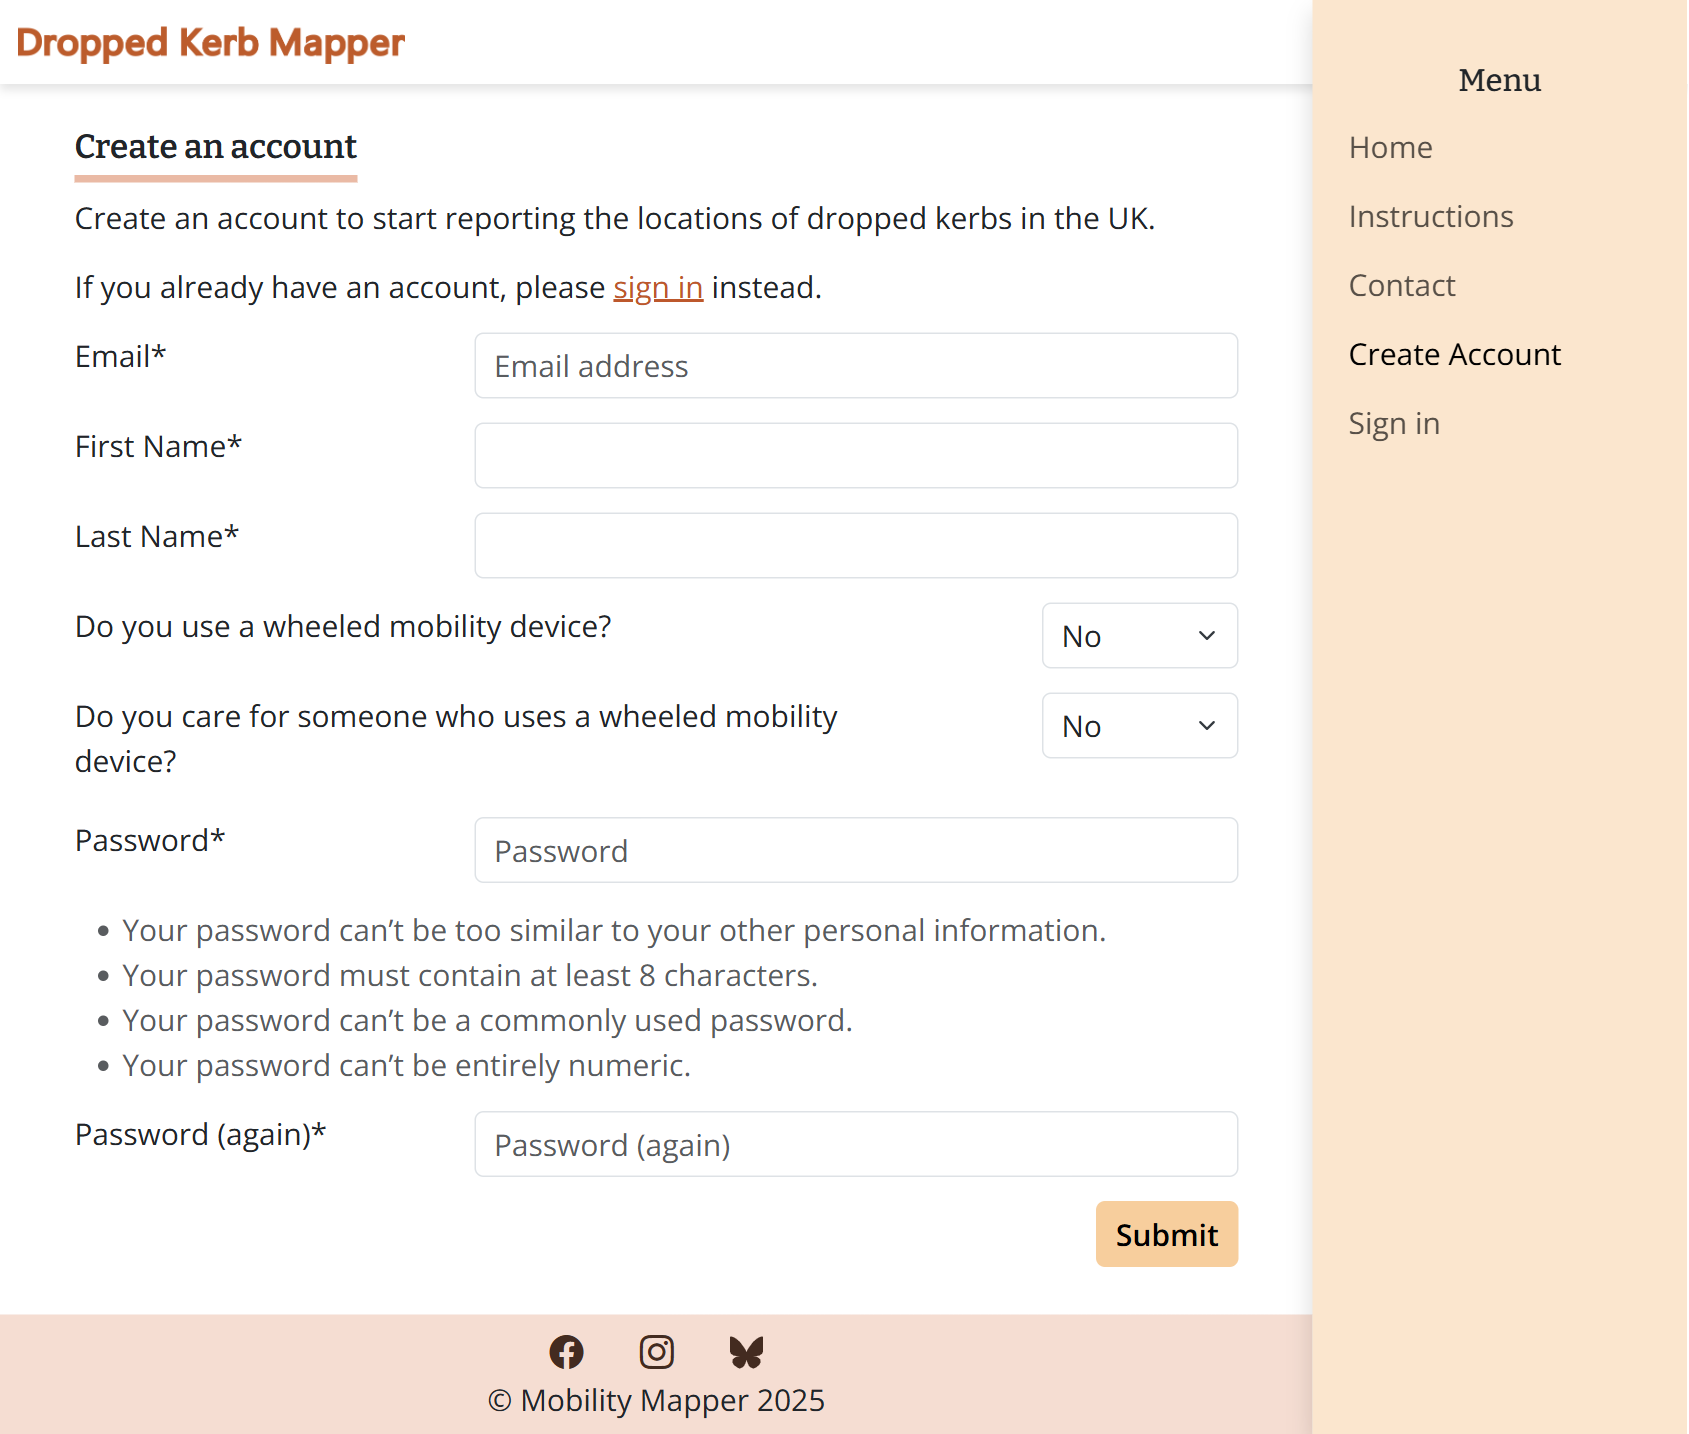 Dropped Kerb Mapper
Create an account
Create an account to start reporting the locations of dropped kerbs in the UK.
If you already have an account, please sign in instead.
Email*
Email address
First Name*
Last Name*
Do you use a wheeled mobility device?
No
Do you care for someone who uses a wheeled mobility
device?
No
Password*
Password
• Your password can’t be too similar to your other personal information.
• Your password must contain at least 8 characters.
• Your password can’t be a commonly used password.
• Your password can’t be entirely numeric.
Password (again)*
Password (again)
Submit
© Mobility Mapper 2025
Menu
Home
Instructions
Contact
Create Account
Sign in